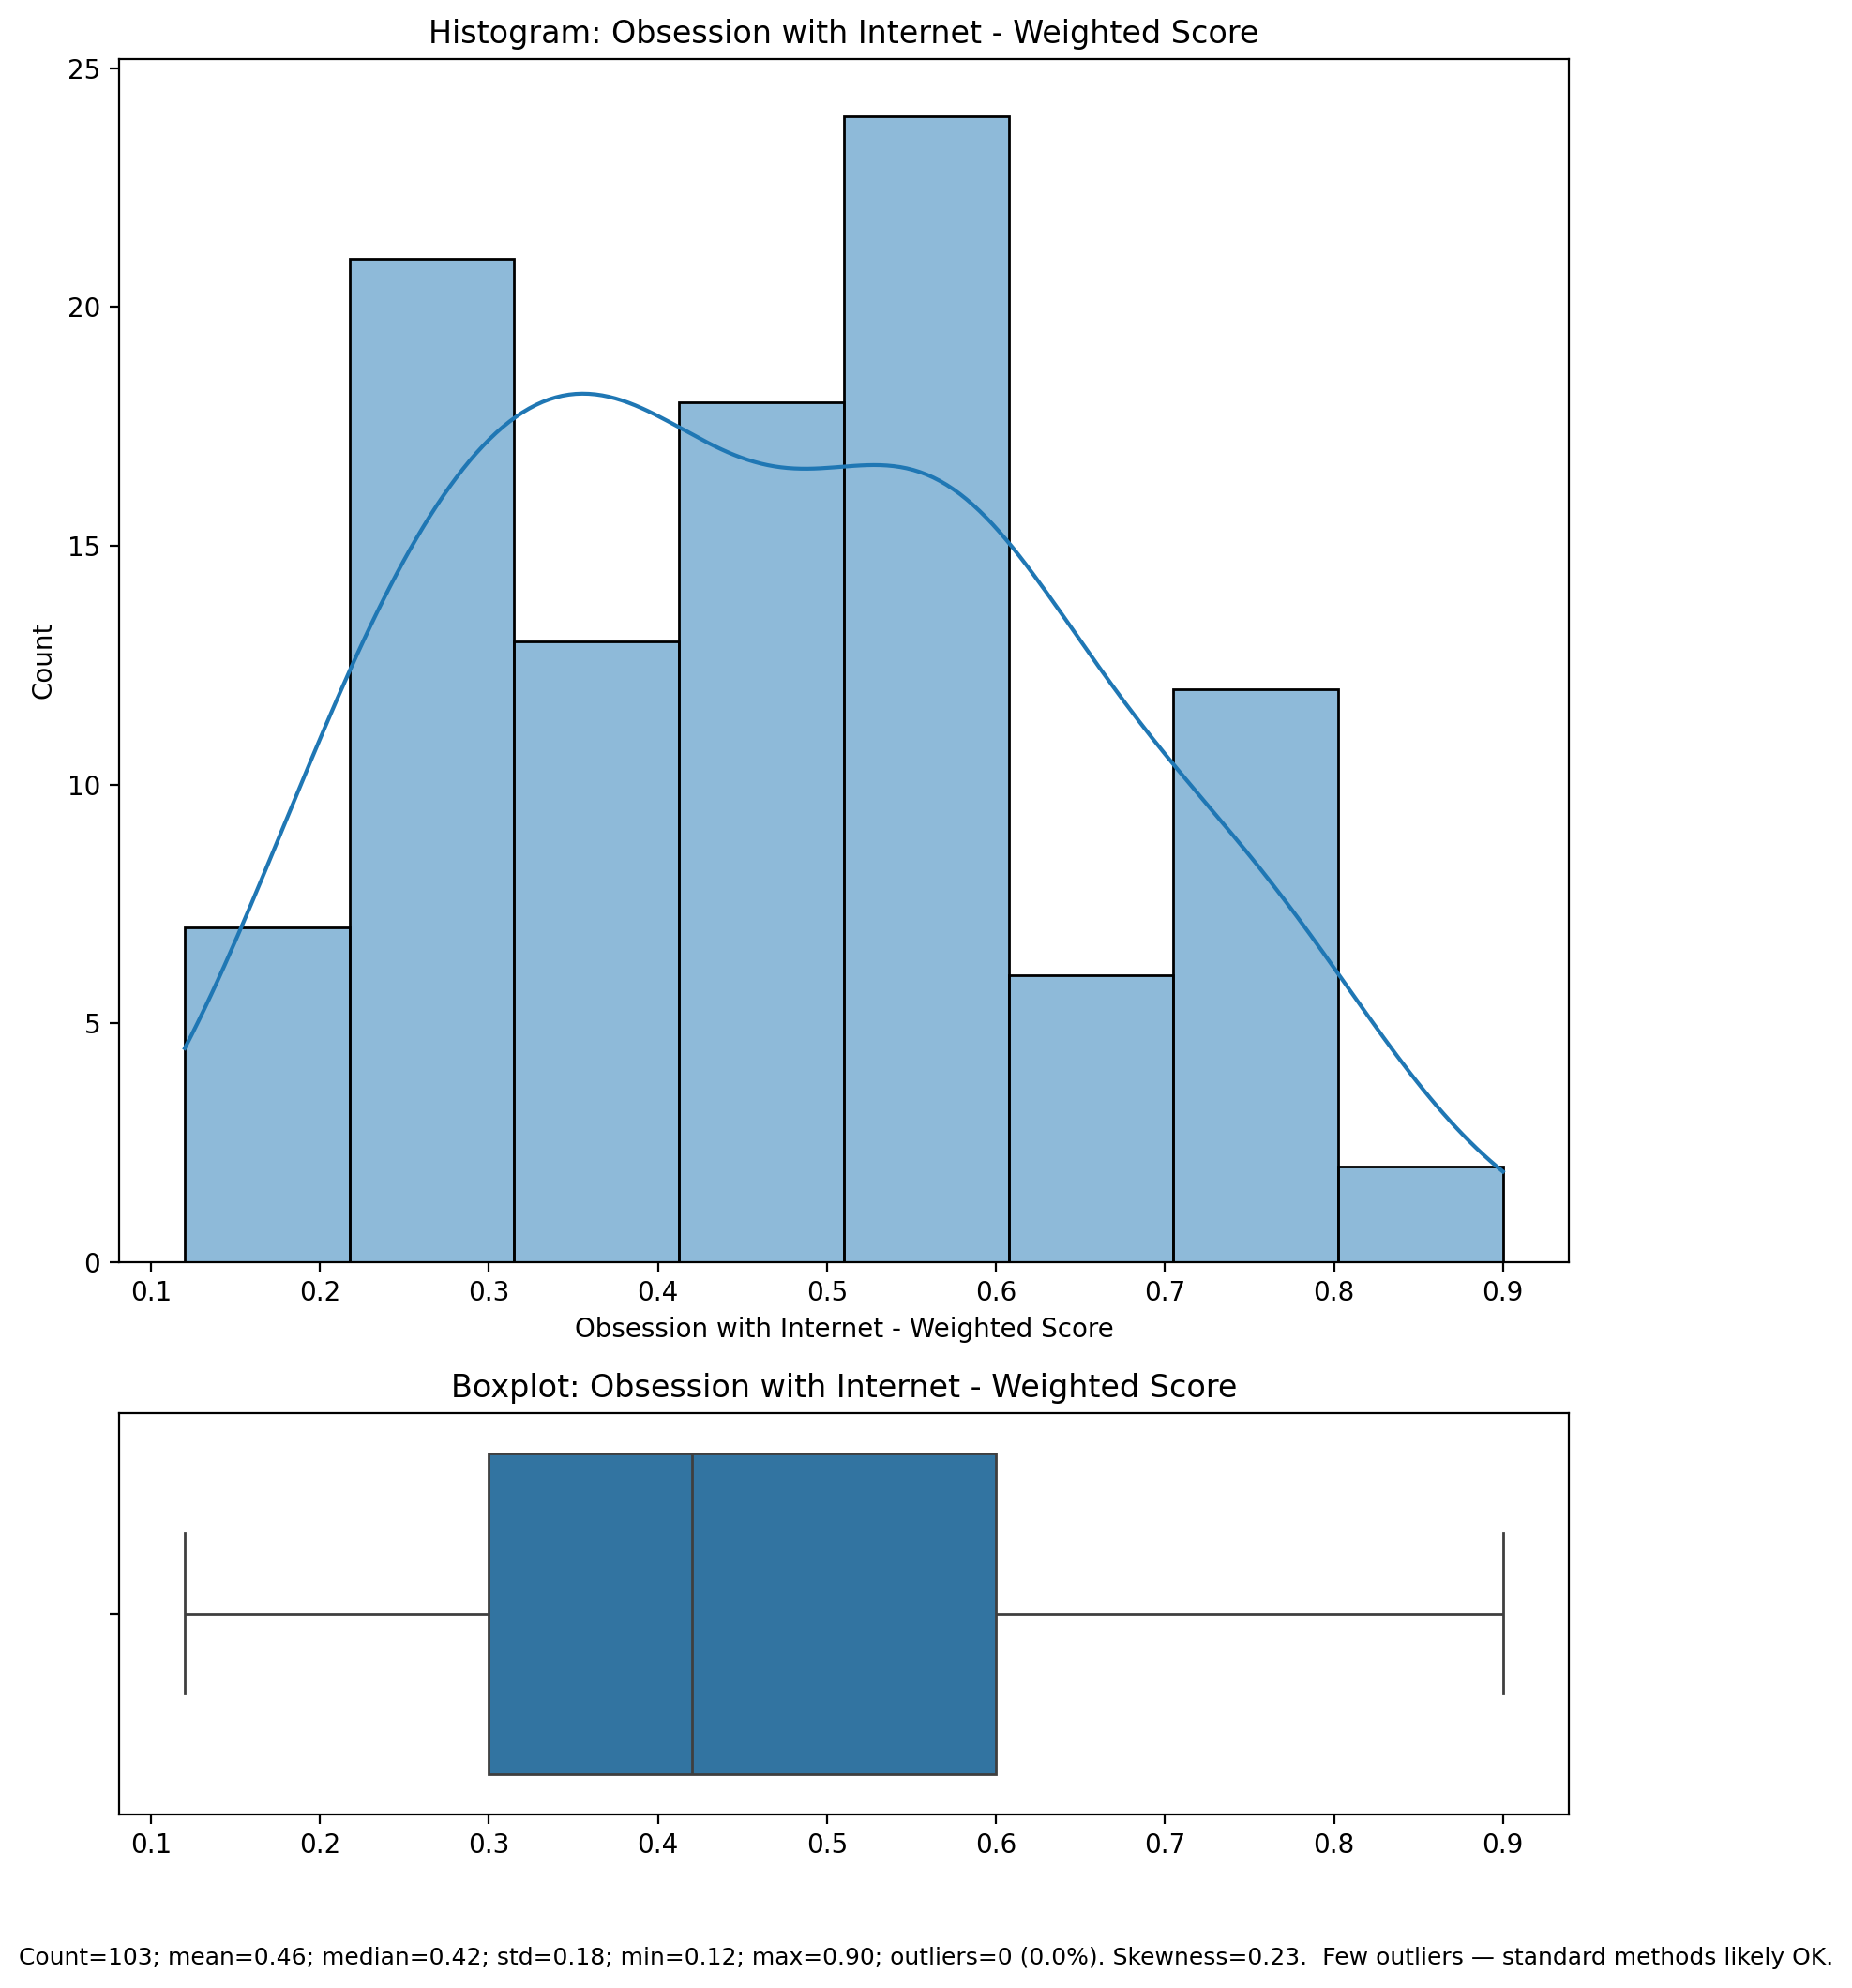 Histogram: Obsession with Internet - Weighted Score
25
20
15
10
5
0
Count
0.1 0.2 0.3 0.4 0.5 0.6 0.7 0.8 0.9
Obsession with Internet - Weighted Score
Boxplot: Obsession with Internet - Weighted Score
0.1 0.2 0.3 0.4 0.5 0.6 0.7 0.8 0.9
Count=103; mean=0.46; median=0.42; std=0.18; min=0.12; max=0.90; outliers=0 (0.0%). Skewness=0.23.  Few outliers — standard methods likely OK.